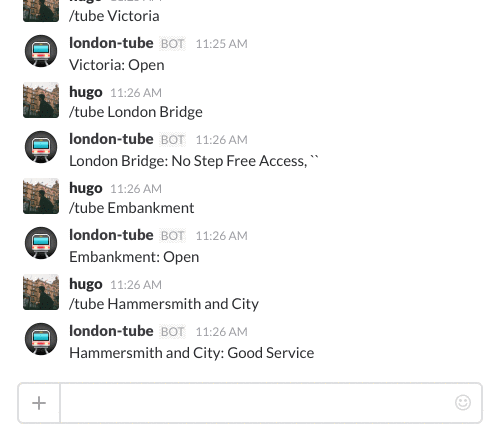 /tube Victoria
london-tube BOT 11:25 AM
Victoria: Open
hugo 11:26 AM
/tube London Bridge
london-tube BOT 11:26 AM
London Bridge: No Step Free Access, ``
hugo 11:26 AM
/tube Embankment
london-tube BOT 11:26 AM
Embankment: Open
hugo 11:26 AM
/tube Hammersmith and City
london-tube BOT 11:26 AM
Hammersmith and City: Good Service